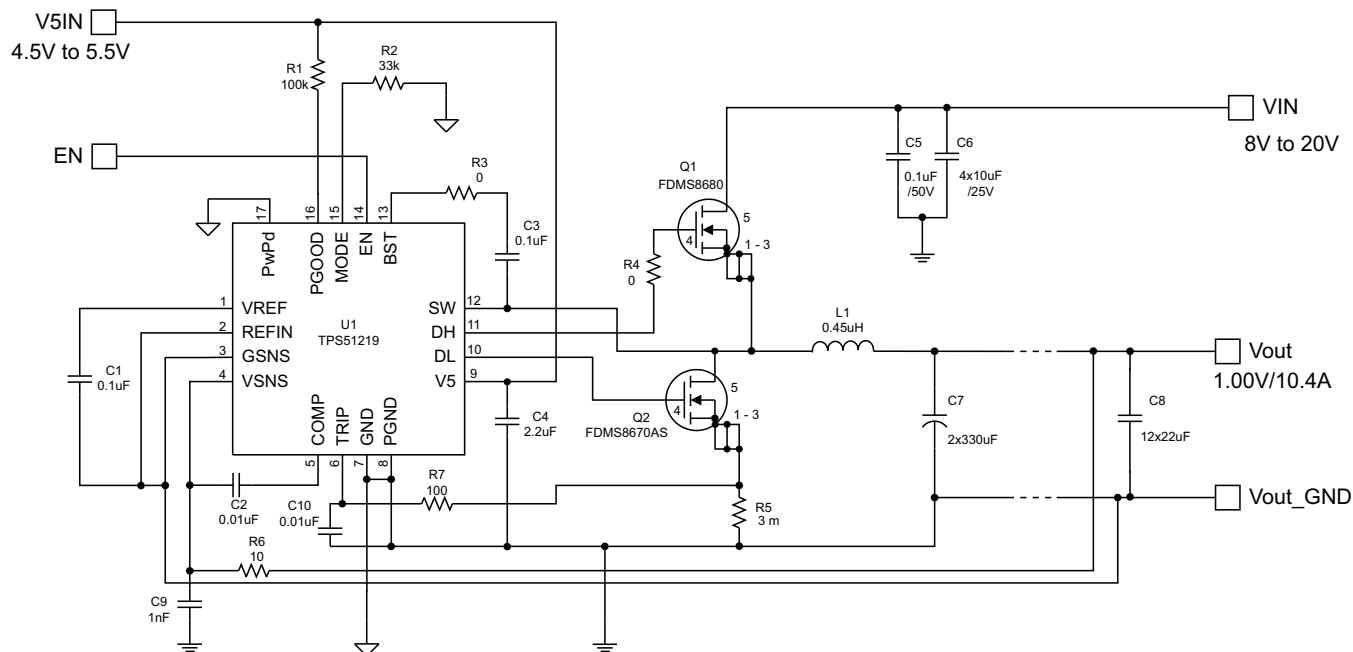 V5IN
4.5V to 5.5V
R1
100k
R2
33k
EN
R3
0
C3
0.1uF
Q1
FDMS8680
5
4
1 - 3
C5
0.1uF
/50V
C6
4x10uF
/25V
VIN
8V to 20V
17
16
15
14
13
PwPd
PGOOD
MODE
EN
BST
R4
0
1
VREF
2
REFIN
3
GSNS
4
VSNS
U1
TPS51219
SW
12
DH
11
DL
10
V5
9
COMP
TRIP
GND
PGND
5
6
7
8
C1
0.1uF
L1
0.45uH
Vout
1.00V/10.4A
5
4
1 - 3
Q2
FDMS8670AS
C4
2.2uF
C7
2x330uF
C8
12x22uF
C2
0.01uF
C10
0.01uF
R7
100
R5
3 m
Vout_GND
R6
10
C9
1nF